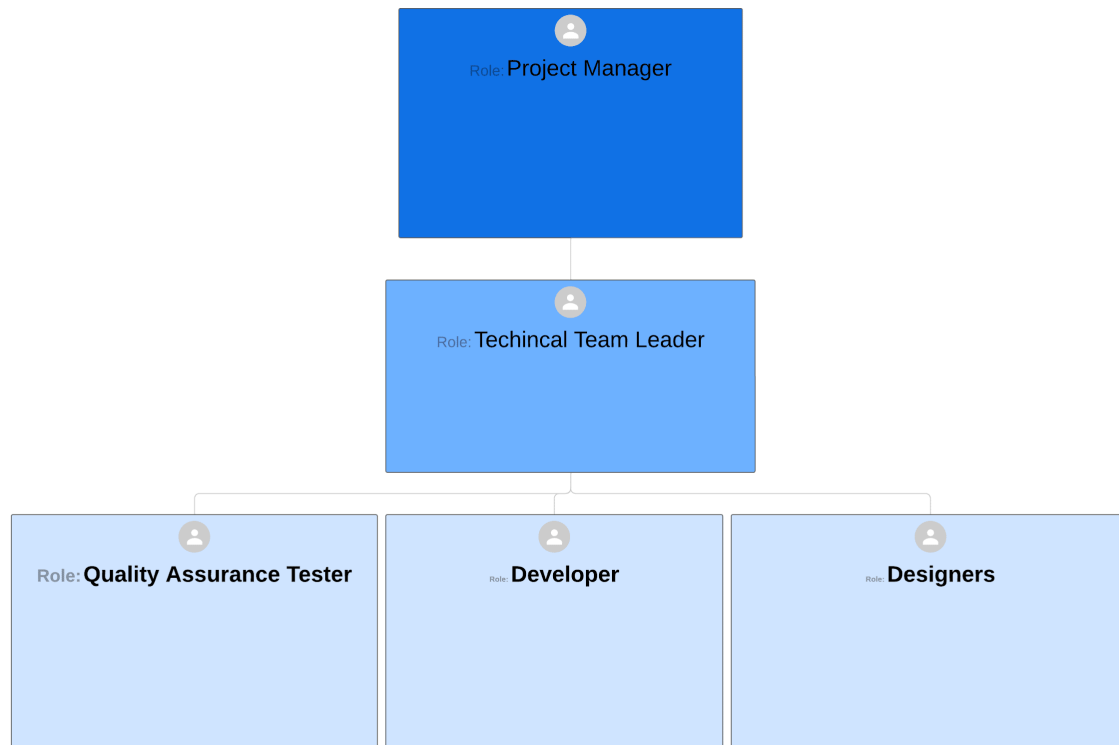 Role: Project Manager
Role: Techincal Team Leader
Role: Quality Assurance Tester
Role: Developer
Role: Designers